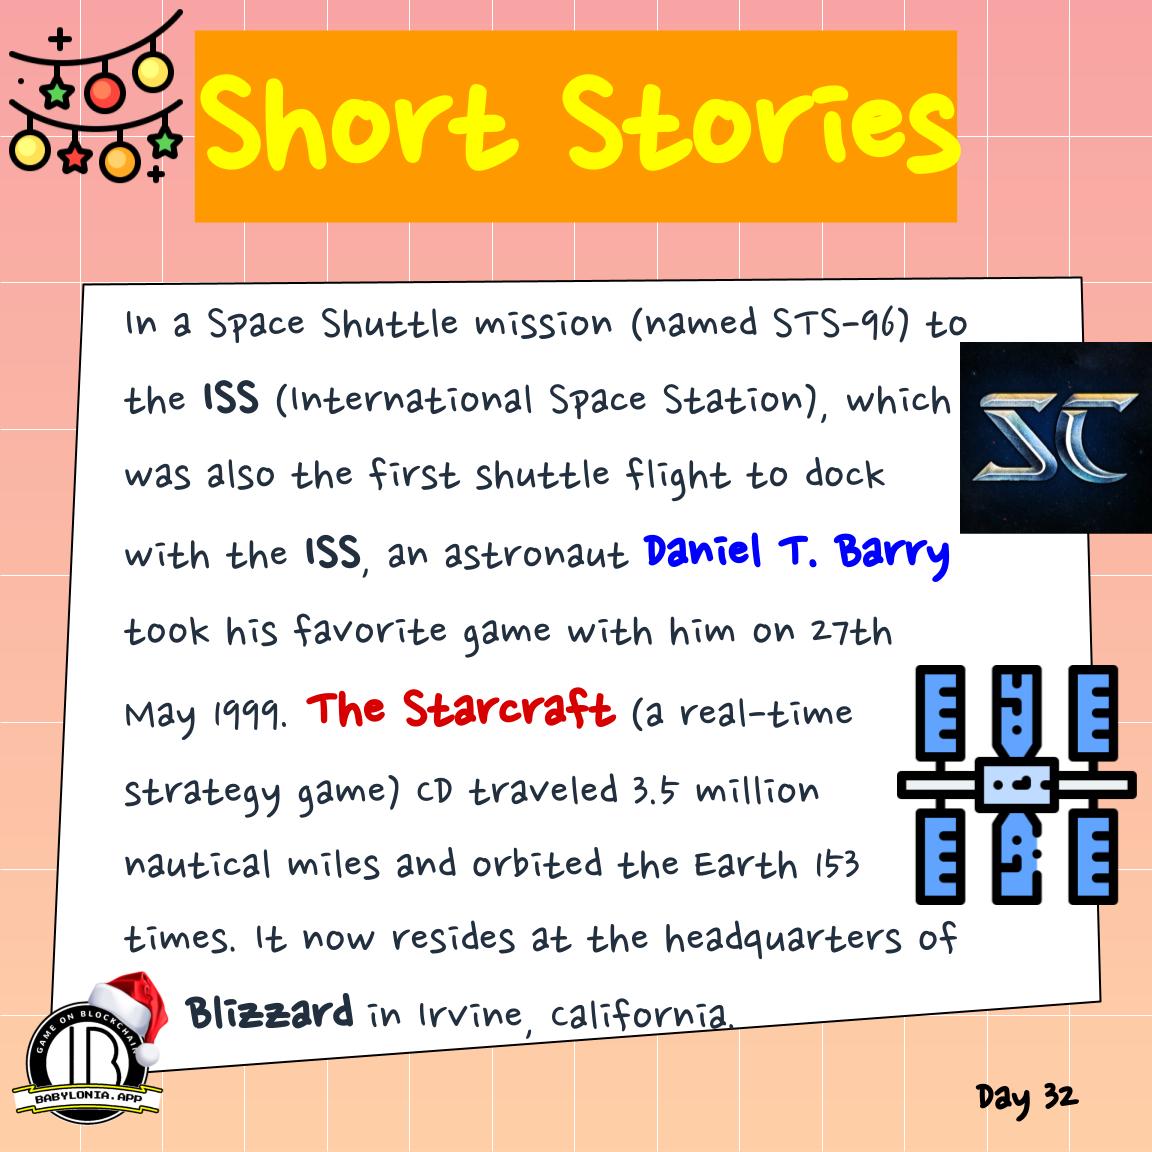 Short Stories
In a Space Shuttle mission (named STS-96) to
the ISS (International Space Station), which
was also the first shuttle flight to dock
with the ISS, an astronaut Daniel T. Barry
took his favorite game with him on 27th
May 1999. The Starcraft (a real-time
strategy game) CD traveled 3.5 million
nautical miles and orbited the Earth 153
times. It now resides at the headquarters of
Blizzard in Irvine, California.
SC
GAME ON BLOCKCHAIN
B
BABYLONIA.APP
Day 32